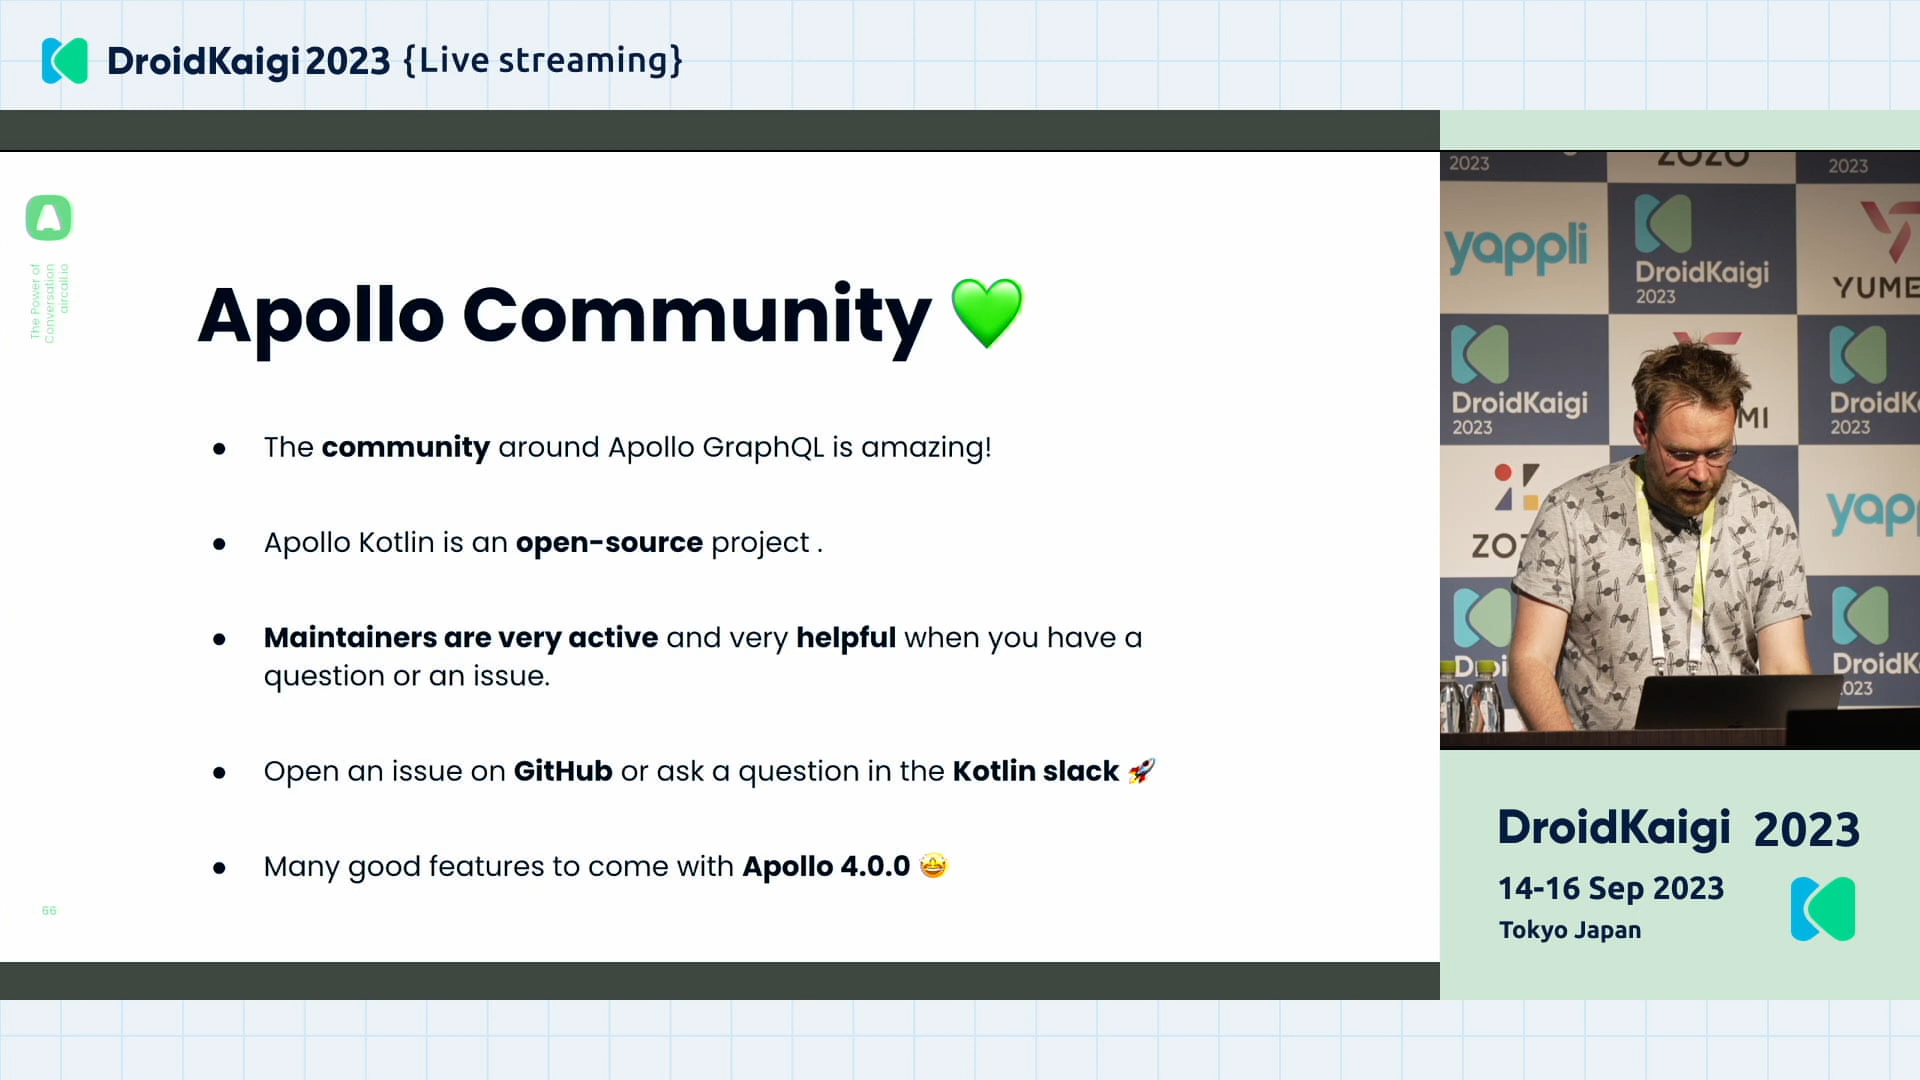 DroidKaigi 2023 {Live streaming}
The Power of
Conversation
aircall.io
Apollo Community 💚
● The community around Apollo GraphQL is amazing!
● Apollo Kotlin is an open-source project .
● Maintainers are very active and very helpful when you have a
question or an issue.
● Open an issue on GitHub or ask a question in the Kotlin slack 🚀
● Many good features to come with Apollo 4.0.0 🤩
66
2023
ZOZO
2023
yappli
DroidKaigi
2023
YUME
DroidKaigi
2023
MI
DroidK
2023
ZOZ
yap
DroidK
2023
DroidKaigi 2023
14-16 Sep 2023
Tokyo Japan